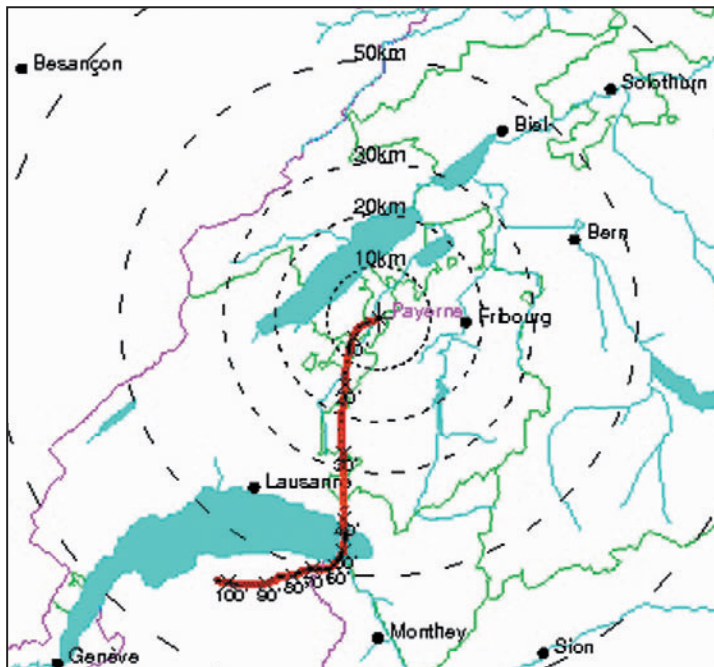 50km
Besançon
Solothurn
Biel
30km
20km
Bern
10km
Payerne
Fribourg
10'
20'
30'
Lausanne
40'
50'
60'
70'
80'
90'
100'
Monthey
Sion
Genève